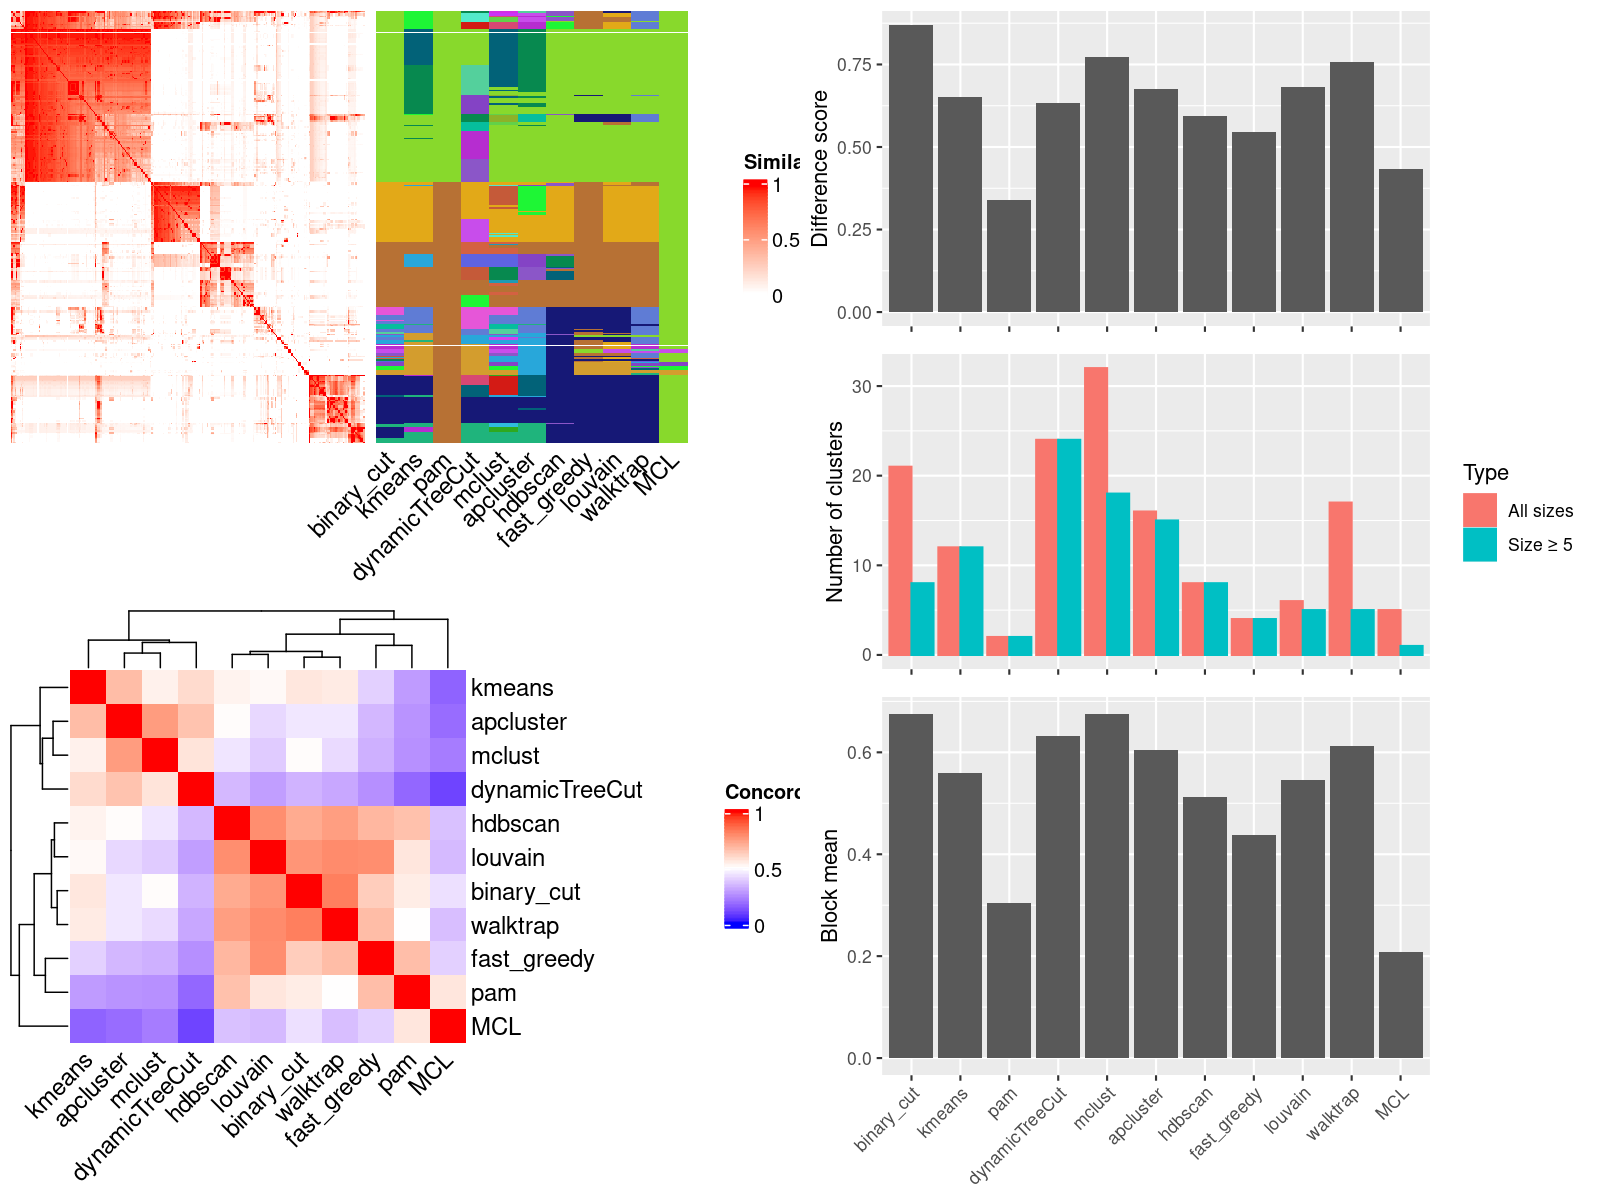 Simila
1
0.5
0
binary_cut
kmeans
pam
dynamicTreeCut
mclust
apcluster
hdbscan
fast_greedy
louvain
walktrap
MCL
Difference score
0.75
0.50
0.25
0.00
Number of clusters
30
20
10
0
Type
All sizes
Size ≥ 5
kmeans
apcluster
mclust
dynamicTreeCut
hdbscan
louvain
binary_cut
walktrap
fast_greedy
pam
MCL
kmeans
apcluster
mclust
dynamicTreeCut
hdbscan
louvain
binary_cut
walktrap
fast_greedy
pam
MCL
Concord
1
0.5
0
Block mean
0.6
0.4
0.2
0.0
binary_cut
kmeans
pam
dynamicTreeCut
mclust
apcluster
hdbscan
fast_greedy
louvain
walktrap
MCL